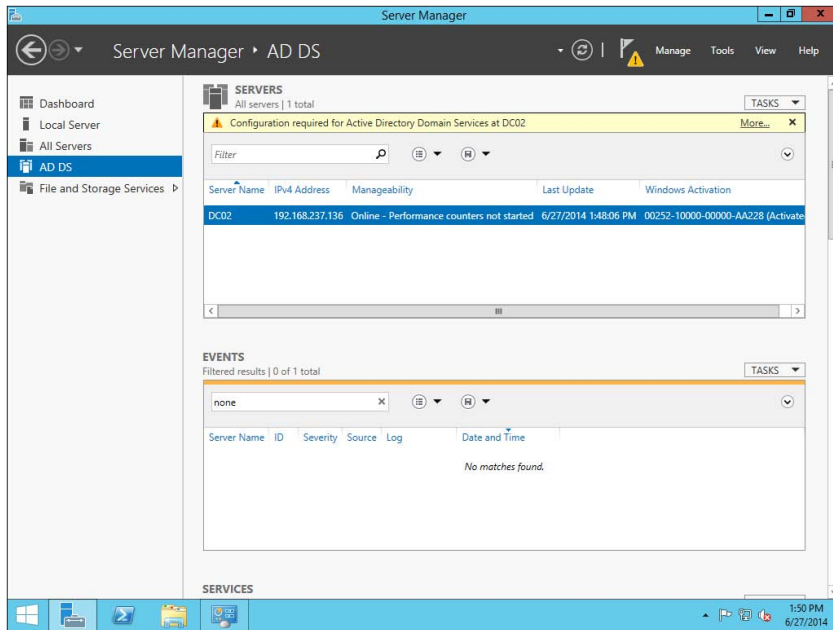 Server Manager
Server Manager ‣ AD DS
Manage Tools View Help
Dashboard
Local Server
All Servers
AD DS
File and Storage Services
SERVERS
All servers | 1 total
TASKS
Configuration required for Active Directory Domain Services at DC02 More... x
Filter
Server Name IPv4 Address Manageability Last Update Windows Activation
DC02 192.168.237.136 Online - Performance counters not started 6/27/2014 1:48:06 PM 00252-10000-00000-AA228 (Activate
EVENTS
Filtered results | 0 of 1 total
TASKS
none
Server Name ID Severity Source Log Date and Time
No matches found.
SERVICES
1:50 PM
6/27/2014